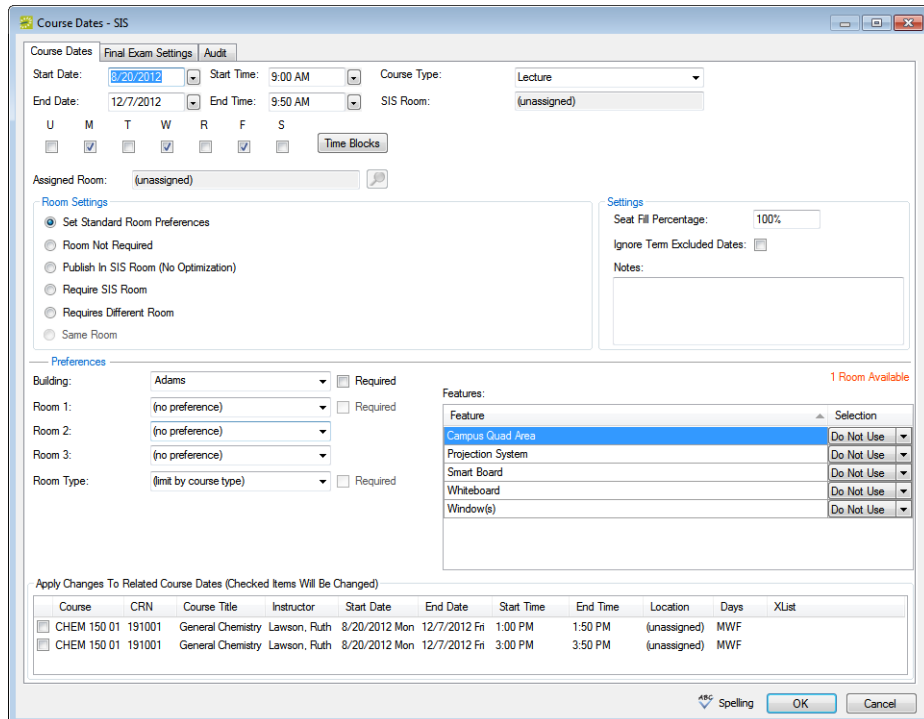 Course Dates - SIS
Course Dates Final Exam Settings Audit
Start Date: 8/20/2012 Start Time: 9:00 AM Course Type: Lecture
End Date: 12/7/2012 End Time: 9:50 AM SIS Room: (unassigned)
U M T W R F S
Time Blocks
Assigned Room: (unassigned)
Room Settings
Set Standard Room Preferences
Room Not Required
Publish In SIS Room (No Optimization)
Require SIS Room
Requires Different Room
Same Room
Settings
Seat Fill Percentage: 100%
Ignore Term Excluded Dates:
Notes:
Preferences
Building: Adams Required
Room 1: (no preference) Required
Room 2: (no preference)
Room 3: (no preference)
Room Type: (limit by course type) Required
1 Room Available
Features:
Feature Selection
Campus Quad Area Do Not Use
Projection System Do Not Use
Smart Board Do Not Use
Whiteboard Do Not Use
Window(s) Do Not Use
Apply Changes To Related Course Dates (Checked Items Will Be Changed)
Course CRN Course Title Instructor Start Date End Date Start Time End Time Location Days XList
CHEM 150 01 191001 General Chemistry Lawson, Ruth 8/20/2012 Mon 12/7/2012 Fri 1:00 PM 1:50 PM (unassigned) MWF
CHEM 150 01 191001 General Chemistry Lawson, Ruth 8/20/2012 Mon 12/7/2012 Fri 3:00 PM 3:50 PM (unassigned) MWF
ABC Spelling OK Cancel